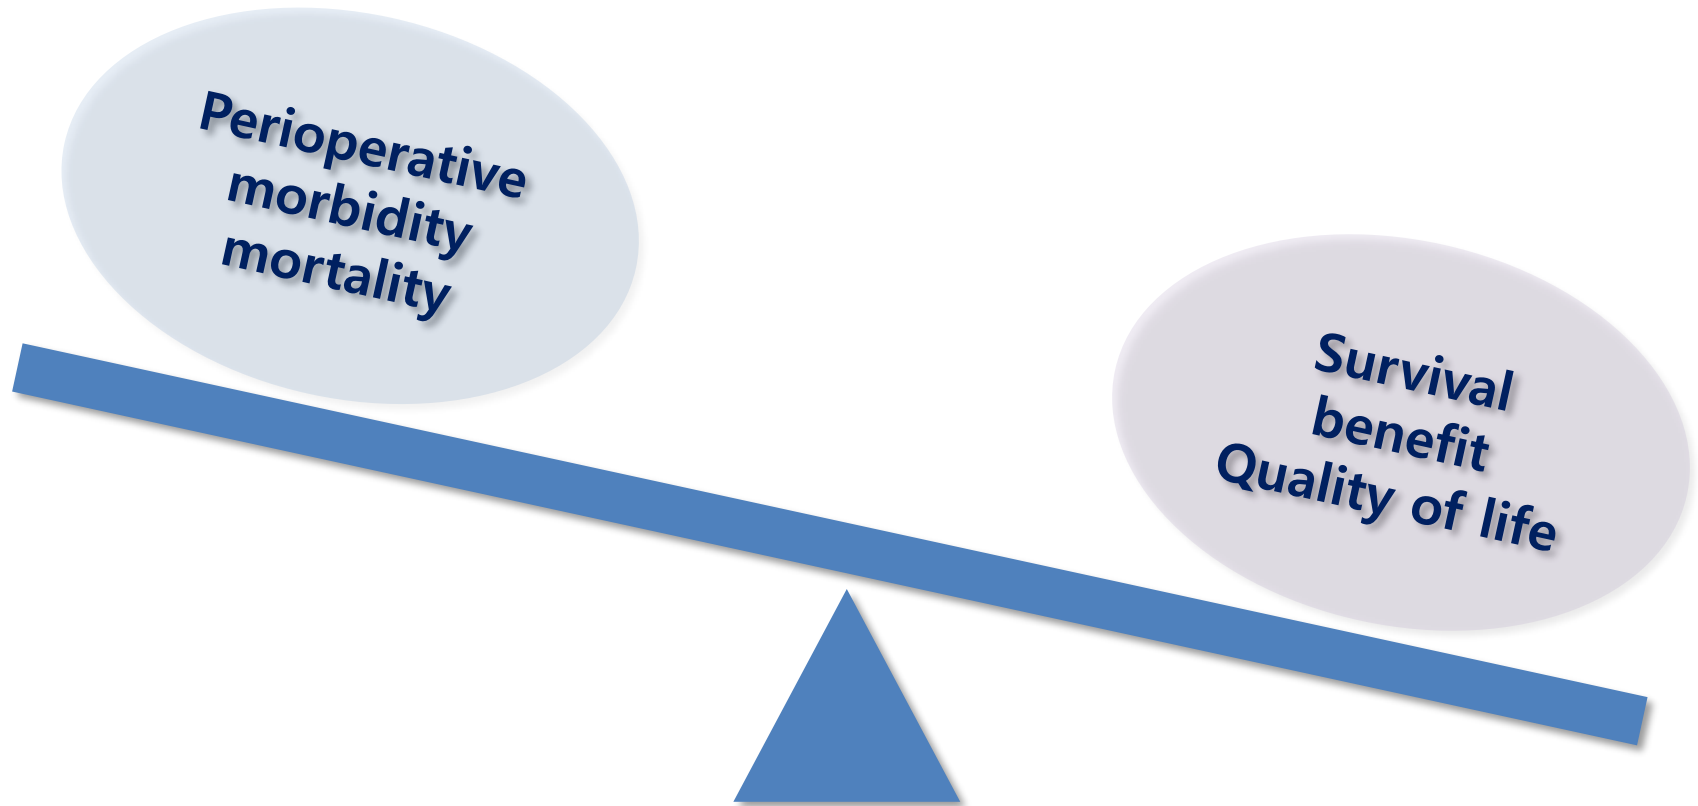 Perioperative
morbidity
mortality
Survival
benefit
Quality of life